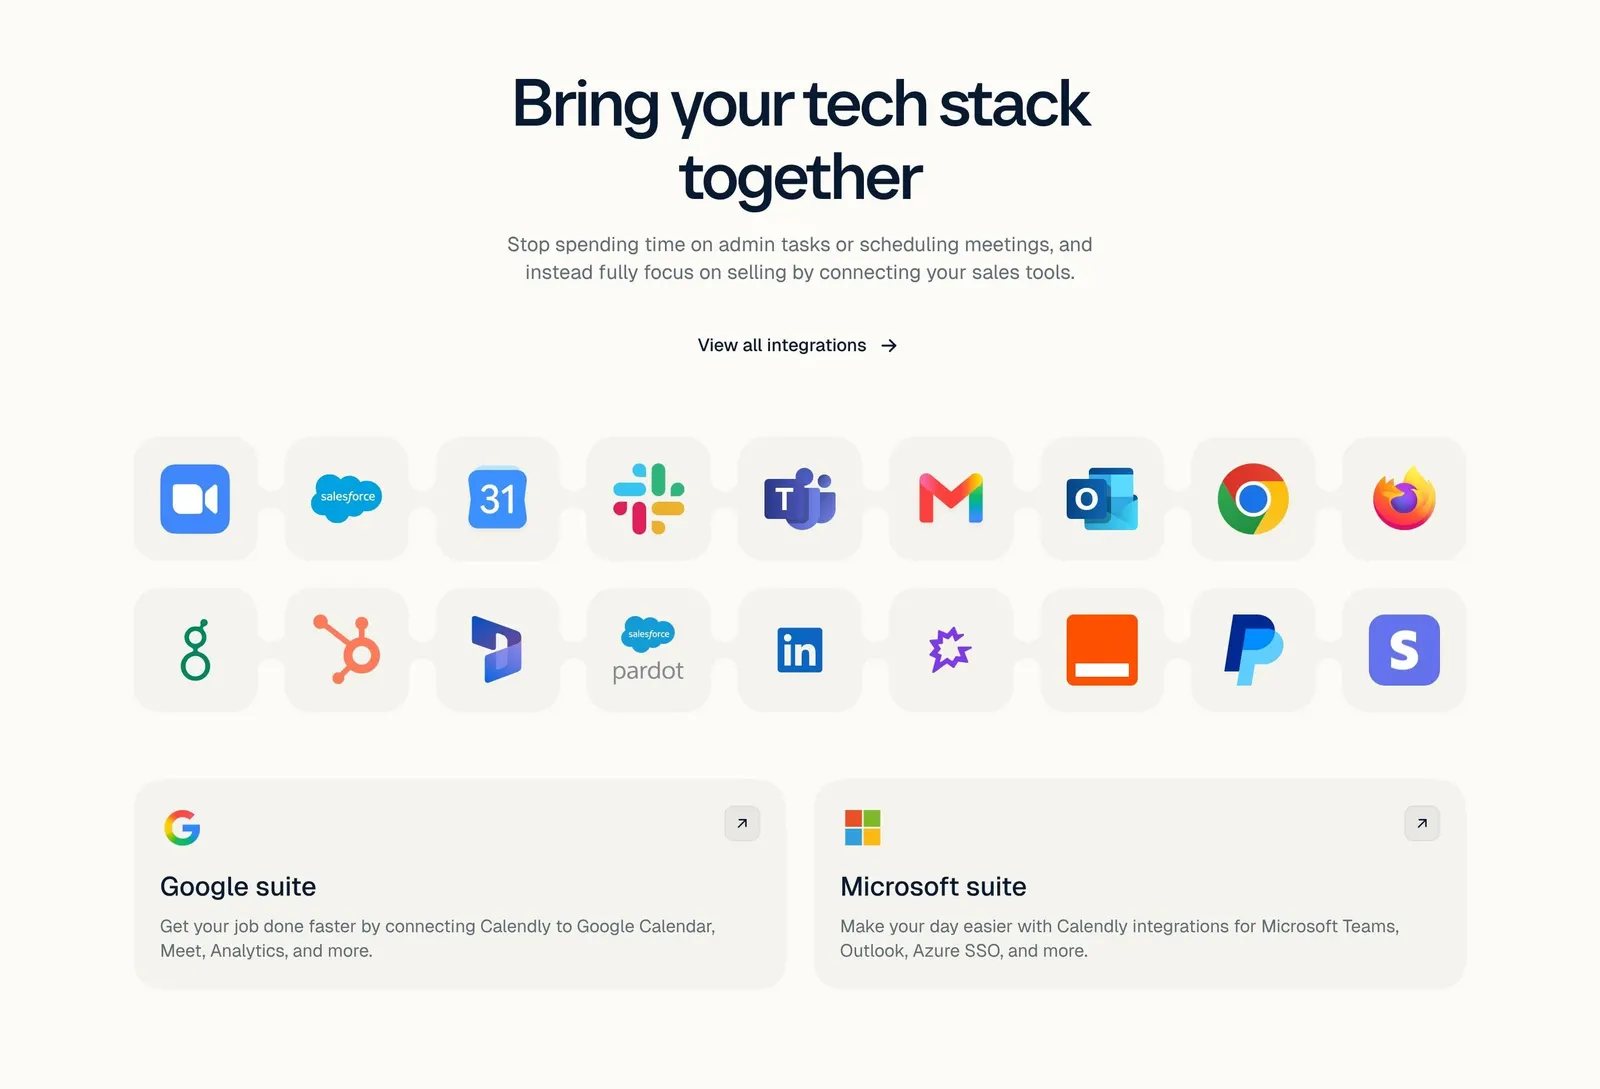 Bring your tech stack
together
Stop spending time on admin tasks or scheduling meetings, and
instead fully focus on selling by connecting your sales tools.
View all integrations
salesforce
31
T
O
salesforce
pardot
in
S
Google suite
Get your job done faster by connecting Calendly to Google Calendar,
Meet, Analytics, and more.
Microsoft suite
Make your day easier with Calendly integrations for Microsoft Teams,
Outlook, Azure SSO, and more.